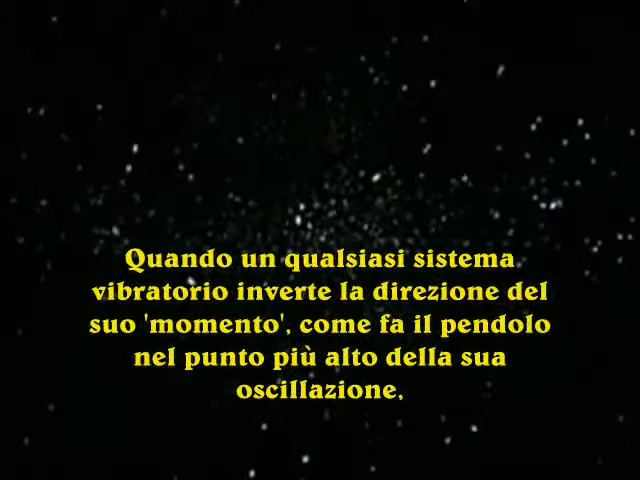 Quando un qualsiasi sistema
vibratorio inverte la direzione del
suo 'momento', come fa il pendolo
nel punto più alto della sua
oscillazione,